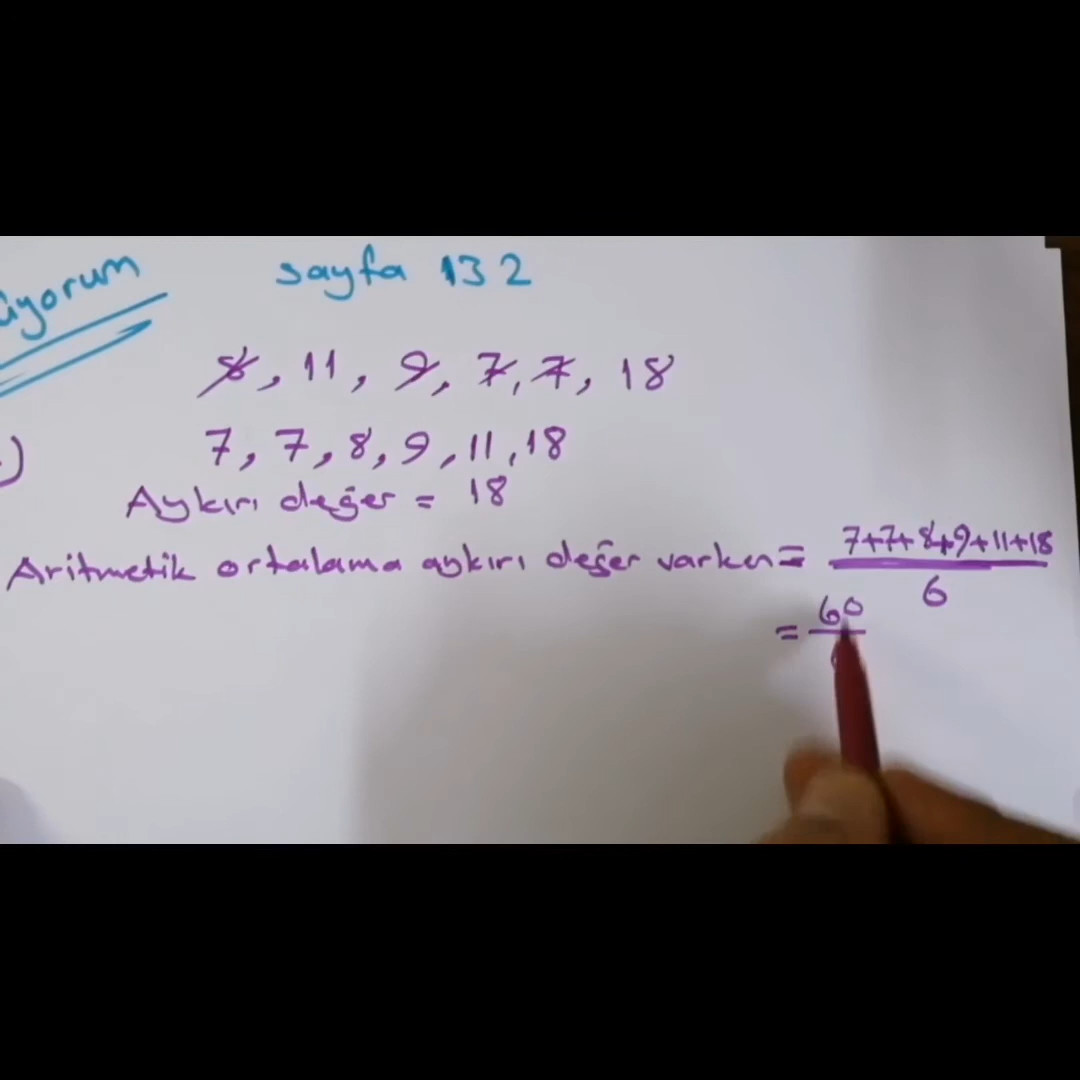 sayfa 132
8, 11, 9, 7, 7, 18
7, 7, 8, 9, 11, 18
Aykırı değer = 18
Aritmetik ortalama aykırı değer varken = 7+7+8+9+11+18
6
= 60